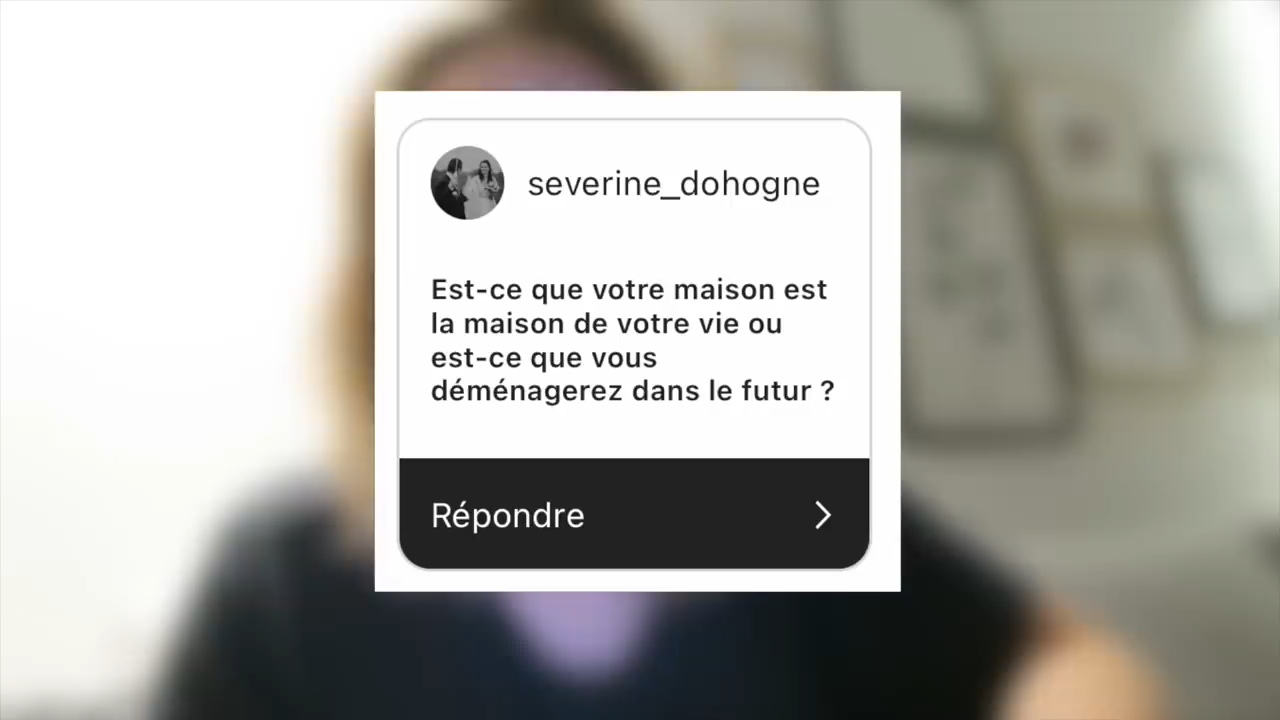 severine_dohogne
Est-ce que votre maison est
la maison de votre vie ou
est-ce que vous
déménagerez dans le futur ?
Répondre